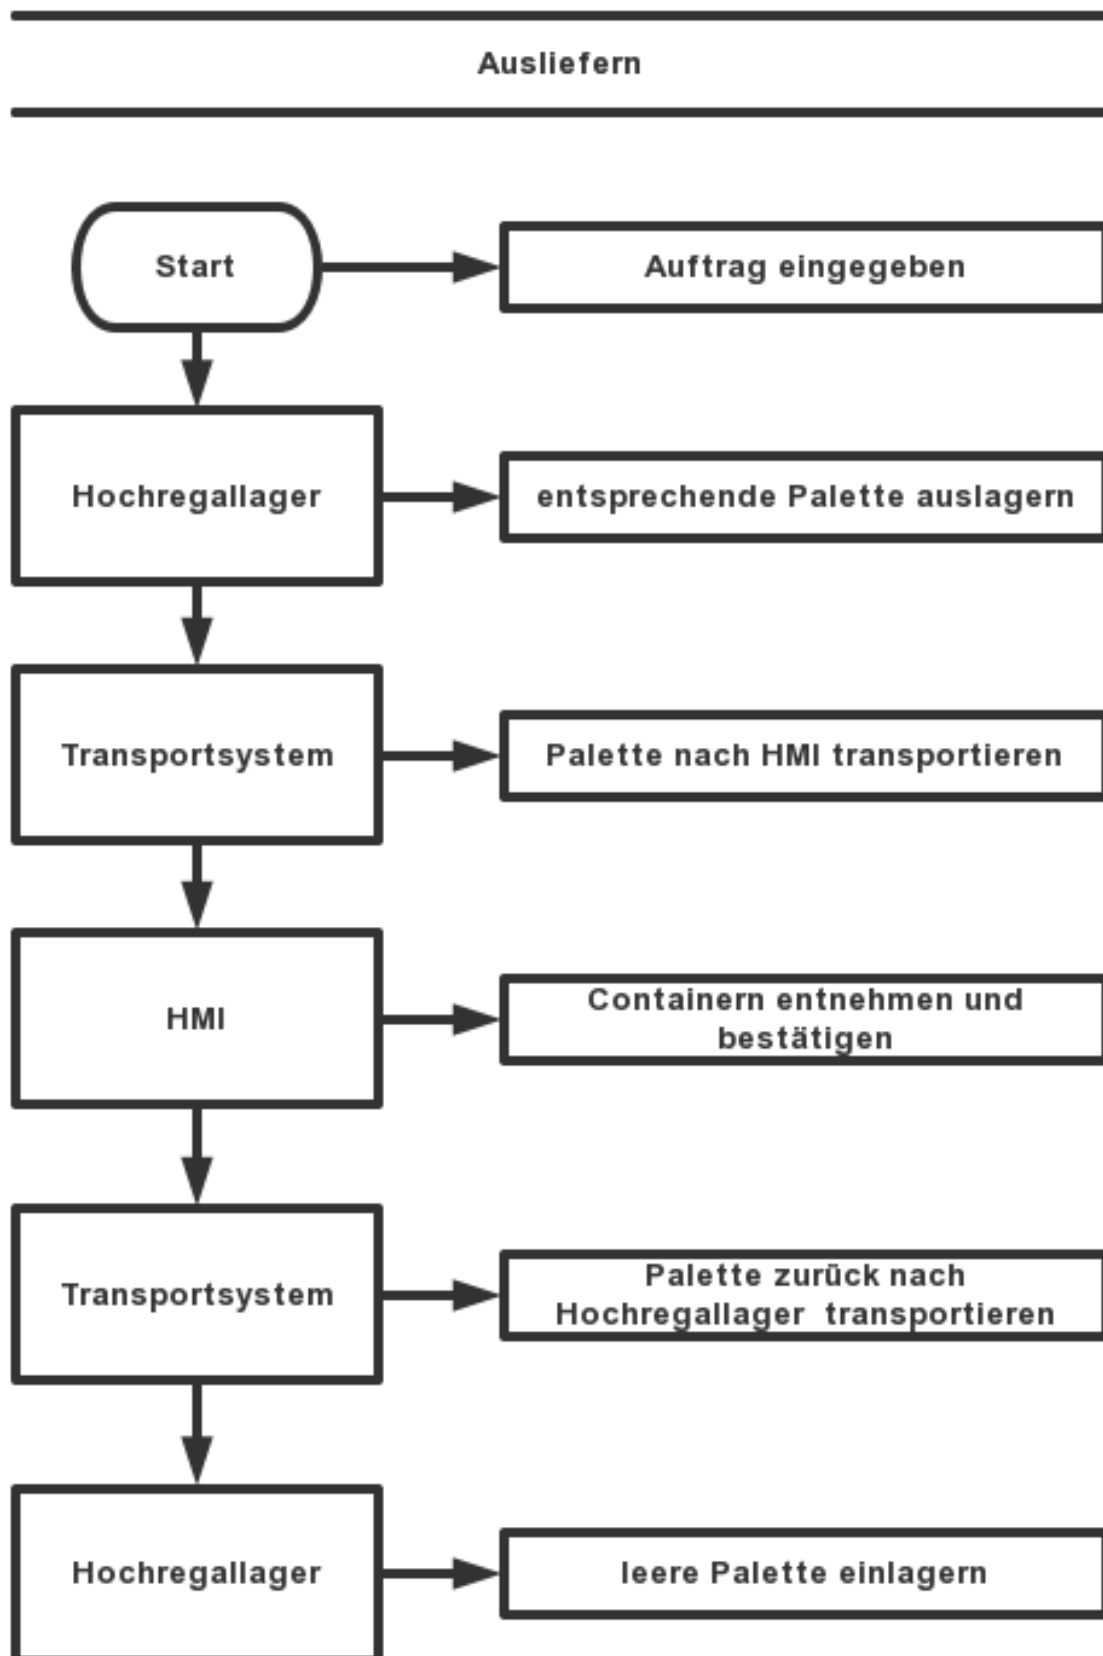 Ausliefern
Start
Auftrag eingegeben
Hochregallager
entsprechende Palette auslagern
Transportsystem
Palette nach HMI transportieren
HMI
Containern entnehmen und
bestätigen
Transportsystem
Palette zurück nach
Hochregallager transportieren
Hochregallager
leere Palette einlagern